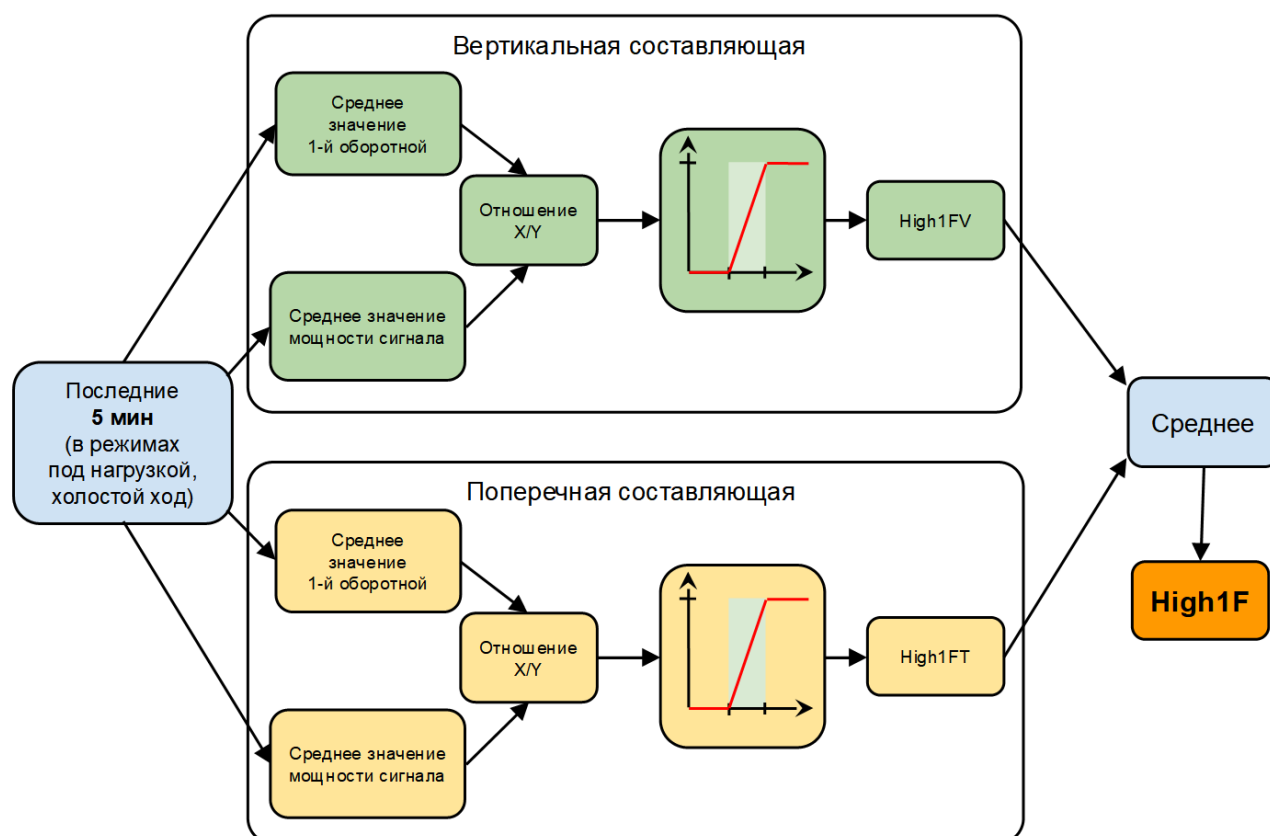 Вертикальная составляющая
Среднее
значение
1-й оборотной
Отношение
X/Y
High1FV
Среднее значение
мощности сигнала
Последние
5 мин
(в режимах
под нагрузкой,
холостой ход)
Среднее
Поперечная составляющая
Среднее
значение
1-й оборотной
Отношение
X/Y
High1FT
Среднее значение
мощности сигнала
High1F